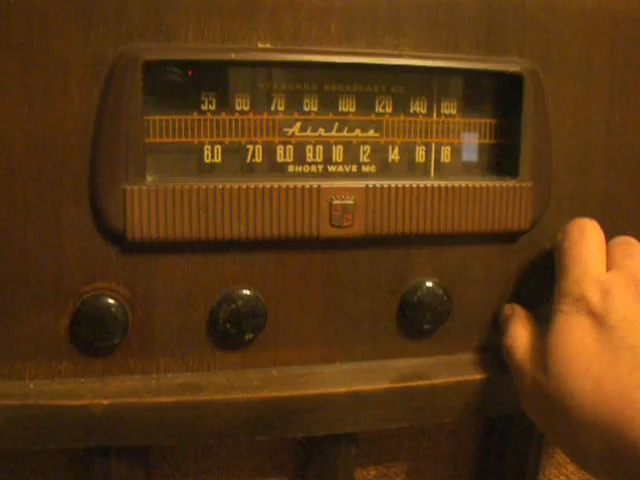 STANDARD BROADCAST KC
55 60 70 80 100 120 140 160
Airline
6.0 7.0 8.0 9.0 10 12 14 16 18
SHORT WAVE MC